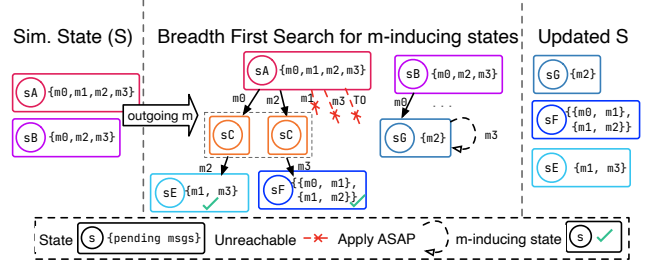 Sim. State (S)
Breadth First Search for m-inducing states
Updated S
sA {m0,m1,m2,m3}
sB {m0,m2,m3}
outgoing m
sA {m0,m1,m2,m3}
m0
m2
m1
m3
TO
sC
sC
m2
m3
sE {m1, m3}
sF {{m0, m1},
{m1, m2}}
sB {m0,m2,m3}
m0
...
sG {m2}
m3
sG {m2}
sF {{m0, m1},
{m1, m2}}
sE {m1, m3}
State s {pending msgs} Unreachable Apply ASAP m-inducing state s